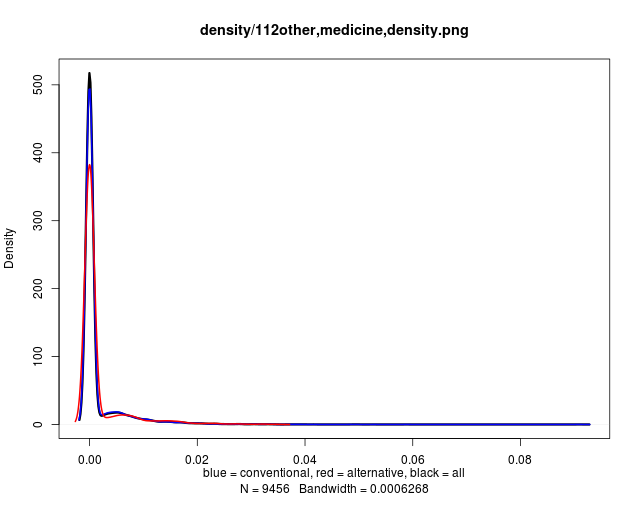 density/112other,medicine,density.png
Density
500
400
300
200
100
0
0.00 0.02 0.04 0.06 0.08
blue = conventional, red = alternative, black = all
N = 9456 Bandwidth = 0.0006268